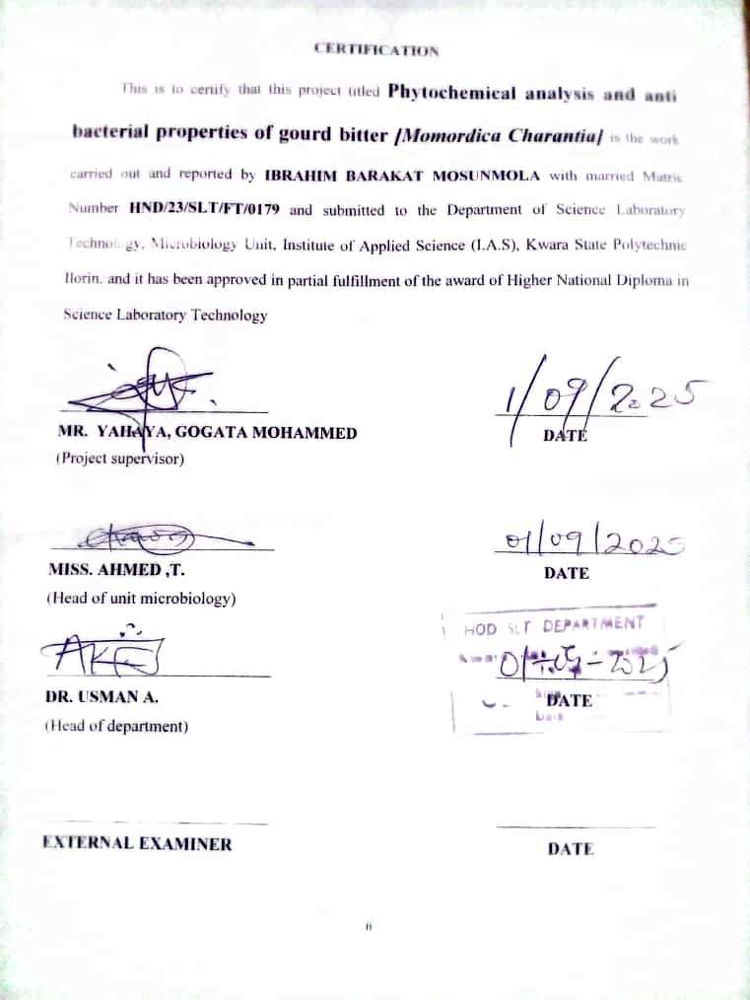 CERTIFICATION
This is to certify that this project titled Phytochemical analysis and anti
bacterial properties of gourd bitter [Momordica Charantia] is the work
carried out and reported by IBRAHIM BARAKAT MOSUNMOLA with married Matric
Number HND/23/SLT/FT/0179 and submitted to the Department of Science Laboratory
Technology, Microbiology Unit, Institute of Applied Science (I.A.S), Kwara State Polytechnic
Ilorin. and it has been approved in partial fulfillment of the award of Higher National Diploma in
Science Laboratory Technology
1/09/2025
MR. YAHAYA, GOGATA MOHAMMED DATE
(Project supervisor)
01/09/2025
MISS. AHMED ,T. DATE
(Head of unit microbiology)
HOD SLT DEPARTMENT
01-09-2025
DR. USMAN A. DATE
Date
(Head of department)
EXTERNAL EXAMINER DATE
ii